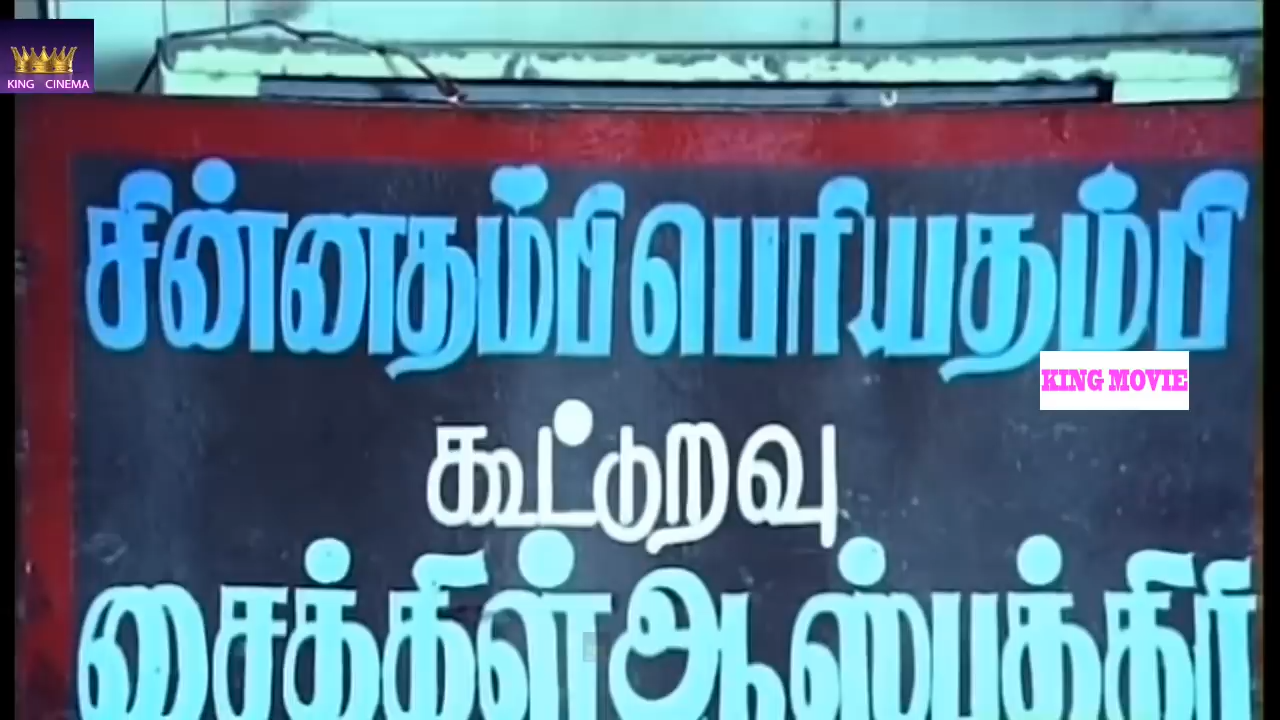 KING CINEMA
சின்னதம்பி பெரியதம்பி
KING MOVIE
கூட்டுறவு
சைக்கிள் ஆஸ்பத்திரி